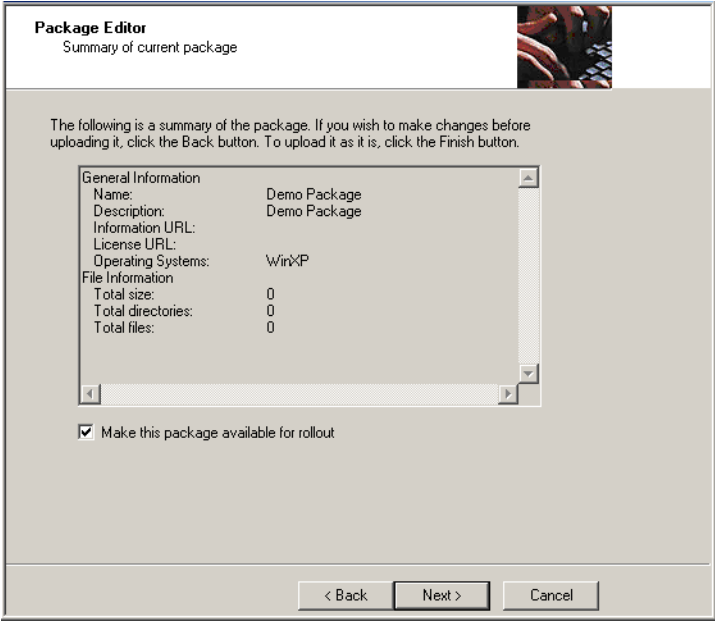 Package Editor
Summary of current package
The following is a summary of the package. If you wish to make changes before
uploading it, click the Back button. To upload it as it is, click the Finish button.
General Information
Name: Demo Package
Description: Demo Package
Information URL:
License URL:
Operating Systems: WinXP
File Information
Total size: 0
Total directories: 0
Total files: 0
Make this package available for rollout
< Back Next > Cancel